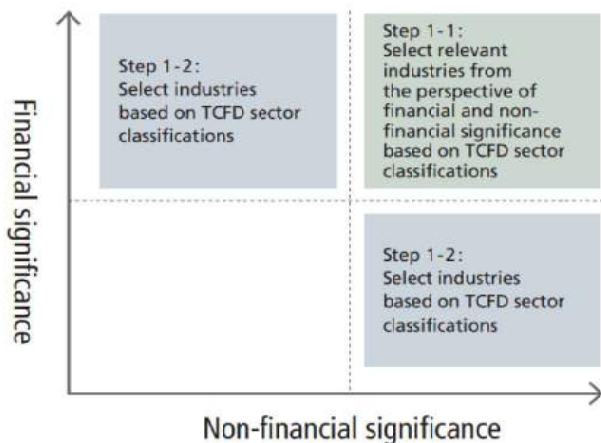 Financial significance
Step 1-2:
Select industries
based on TCFD sector
classifications
Step 1-1:
Select relevant
industries from
the perspective of
financial and non-
financial significance
based on TCFD sector
classifications
Step 1-2:
Select industries
based on TCFD sector
classifications
Non-financial significance